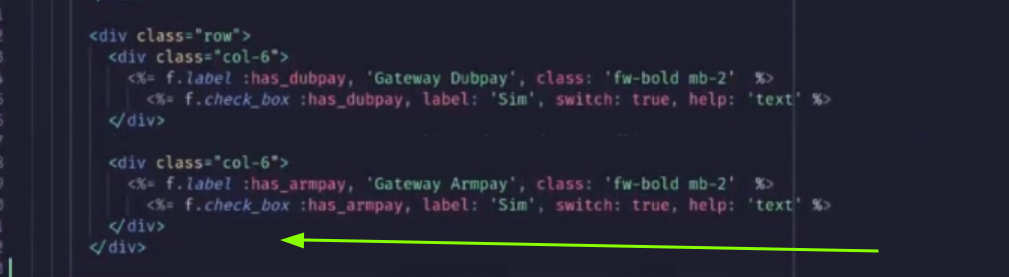 <div class="row">
<div class="col-6">
<%= f.label :has_dubpay, 'Gateway Dubpay', class: 'fw-bold mb-2' %>
<%= f.check_box :has_dubpay, label: 'Sim', switch: true, help: 'text' %>
</div>
<div class="col-6">
<%= f.label :has_armpay, 'Gateway Armpay', class: 'fw-bold mb-2' %>
<%= f.check_box :has_armpay, label: 'Sim', switch: true, help: 'text' %>
</div>
</div>